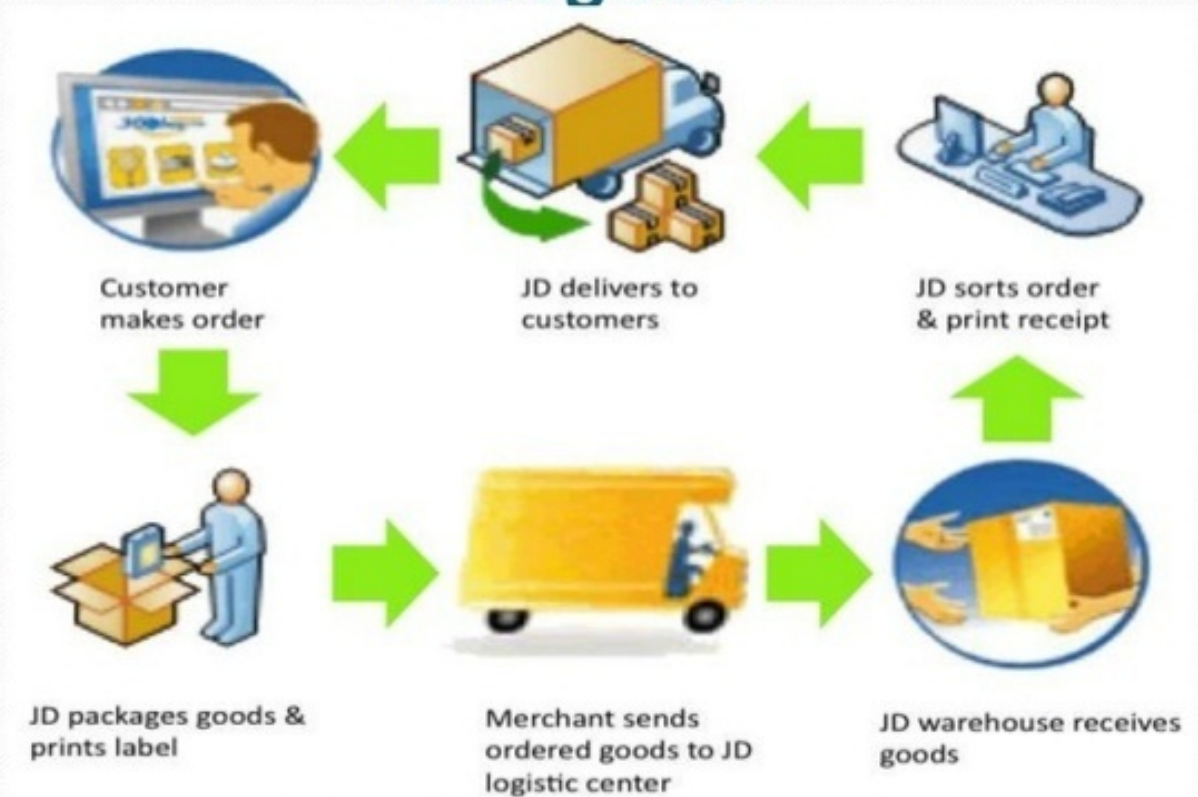 Customer
makes order
JD delivers to
customers
JD sorts order
& print receipt
JD packages goods &
prints label
Merchant sends
ordered goods to JD
logistic center
JD warehouse receives
goods